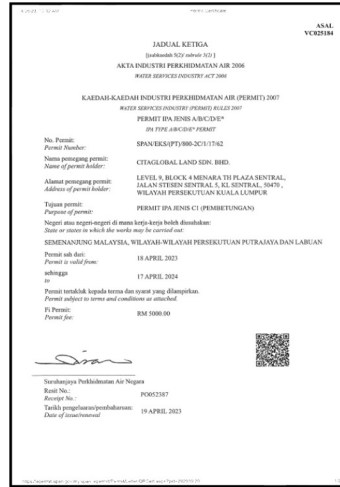 ASAL
VC025184
JADUAL KETIGA
[subkaedah 5(2)/ subrule 5(2) ]
AKTA INDUSTRI PERKHIDMATAN AIR 2006
WATER SERVICES INDUSTRY ACT 2006
KAEDAH-KAEDAH INDUSTRI PERKHIDMATAN AIR (PERMIT) 2007
WATER SERVICES INDUSTRY (PERMIT) RULES 2007
PERMIT IPA JENIS A/B/C/D/E*
IPA TYPE A/B/C/D/E* PERMIT
No. Permit: SPAN/EKS/(PT)/800-2C/1/17/62
Permit Number:
Nama pemegang permit: CITAGLOBAL LAND SDN. BHD.
Name of permit holder:
Alamat pemegang permit: LEVEL 9, BLOCK 4 MENARA TH PLAZA SENTRAL,
Address of permit holder: JALAN STESEN SENTRAL 5, KL SENTRAL, 50470 ,
WILAYAH PERSEKUTUAN KUALA LUMPUR
Tujuan permit: PERMIT IPA JENIS C1 (PEMBETUNGAN)
Purpose of permit:
Negeri atau negeri-negeri di mana kerja-kerja boleh diusahakan:
State or states in which the works may be carried out:
SEMENANJUNG MALAYSIA, WILAYAH-WILAYAH PERSEKUTUAN PUTRAJAYA DAN LABUAN
Permit sah dari: 18 APRIL 2023
Permit is valid from:
sehingga 17 APRIL 2024
to
Permit tertakluk kepada terma dan syarat yang dilampirkan.
Permit subject to terms and conditions as attached.
Fi Permit: RM 5000.00
Permit fee:
Suruhanjaya Perkhidmatan Air Negara
Resit No.: PO052387
Receipt No.:
Tarikh pengeluaran/pembaharuan: 19 APRIL 2023
Date of issue/renewal